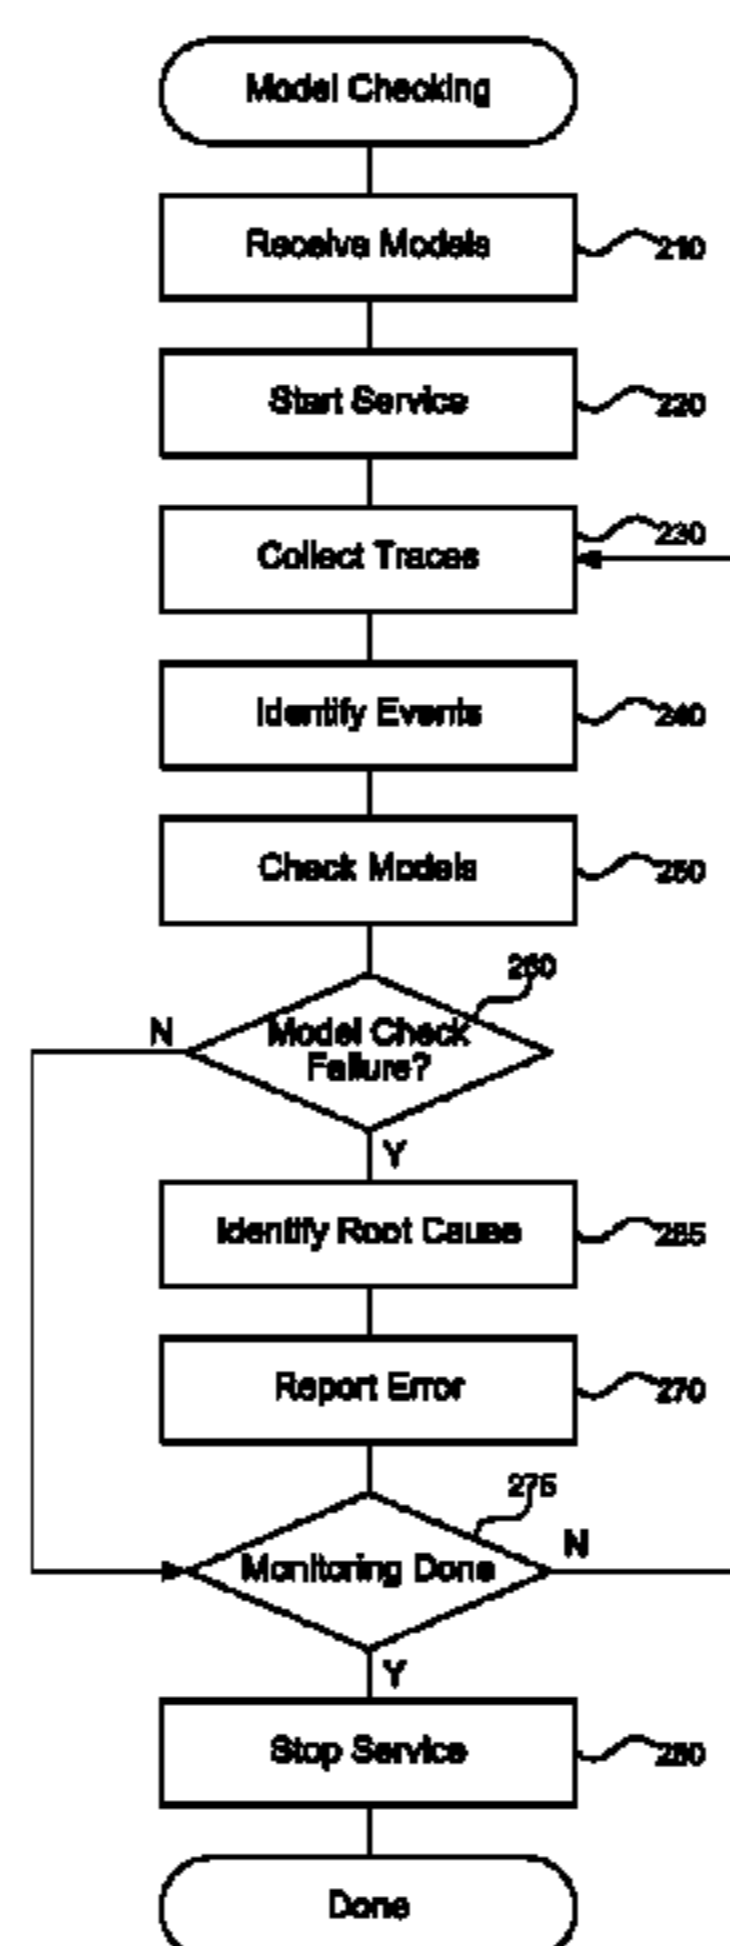 Model Checking
Receive Models
210
Start Service
220
Collect Traces
230
Identify Events
240
Check Models
250
260
N
Model Check
Failure?
Y
Identify Root Cause
265
Report Error
270
275
N
Monitoring Done
Y
Stop Service
280
Done